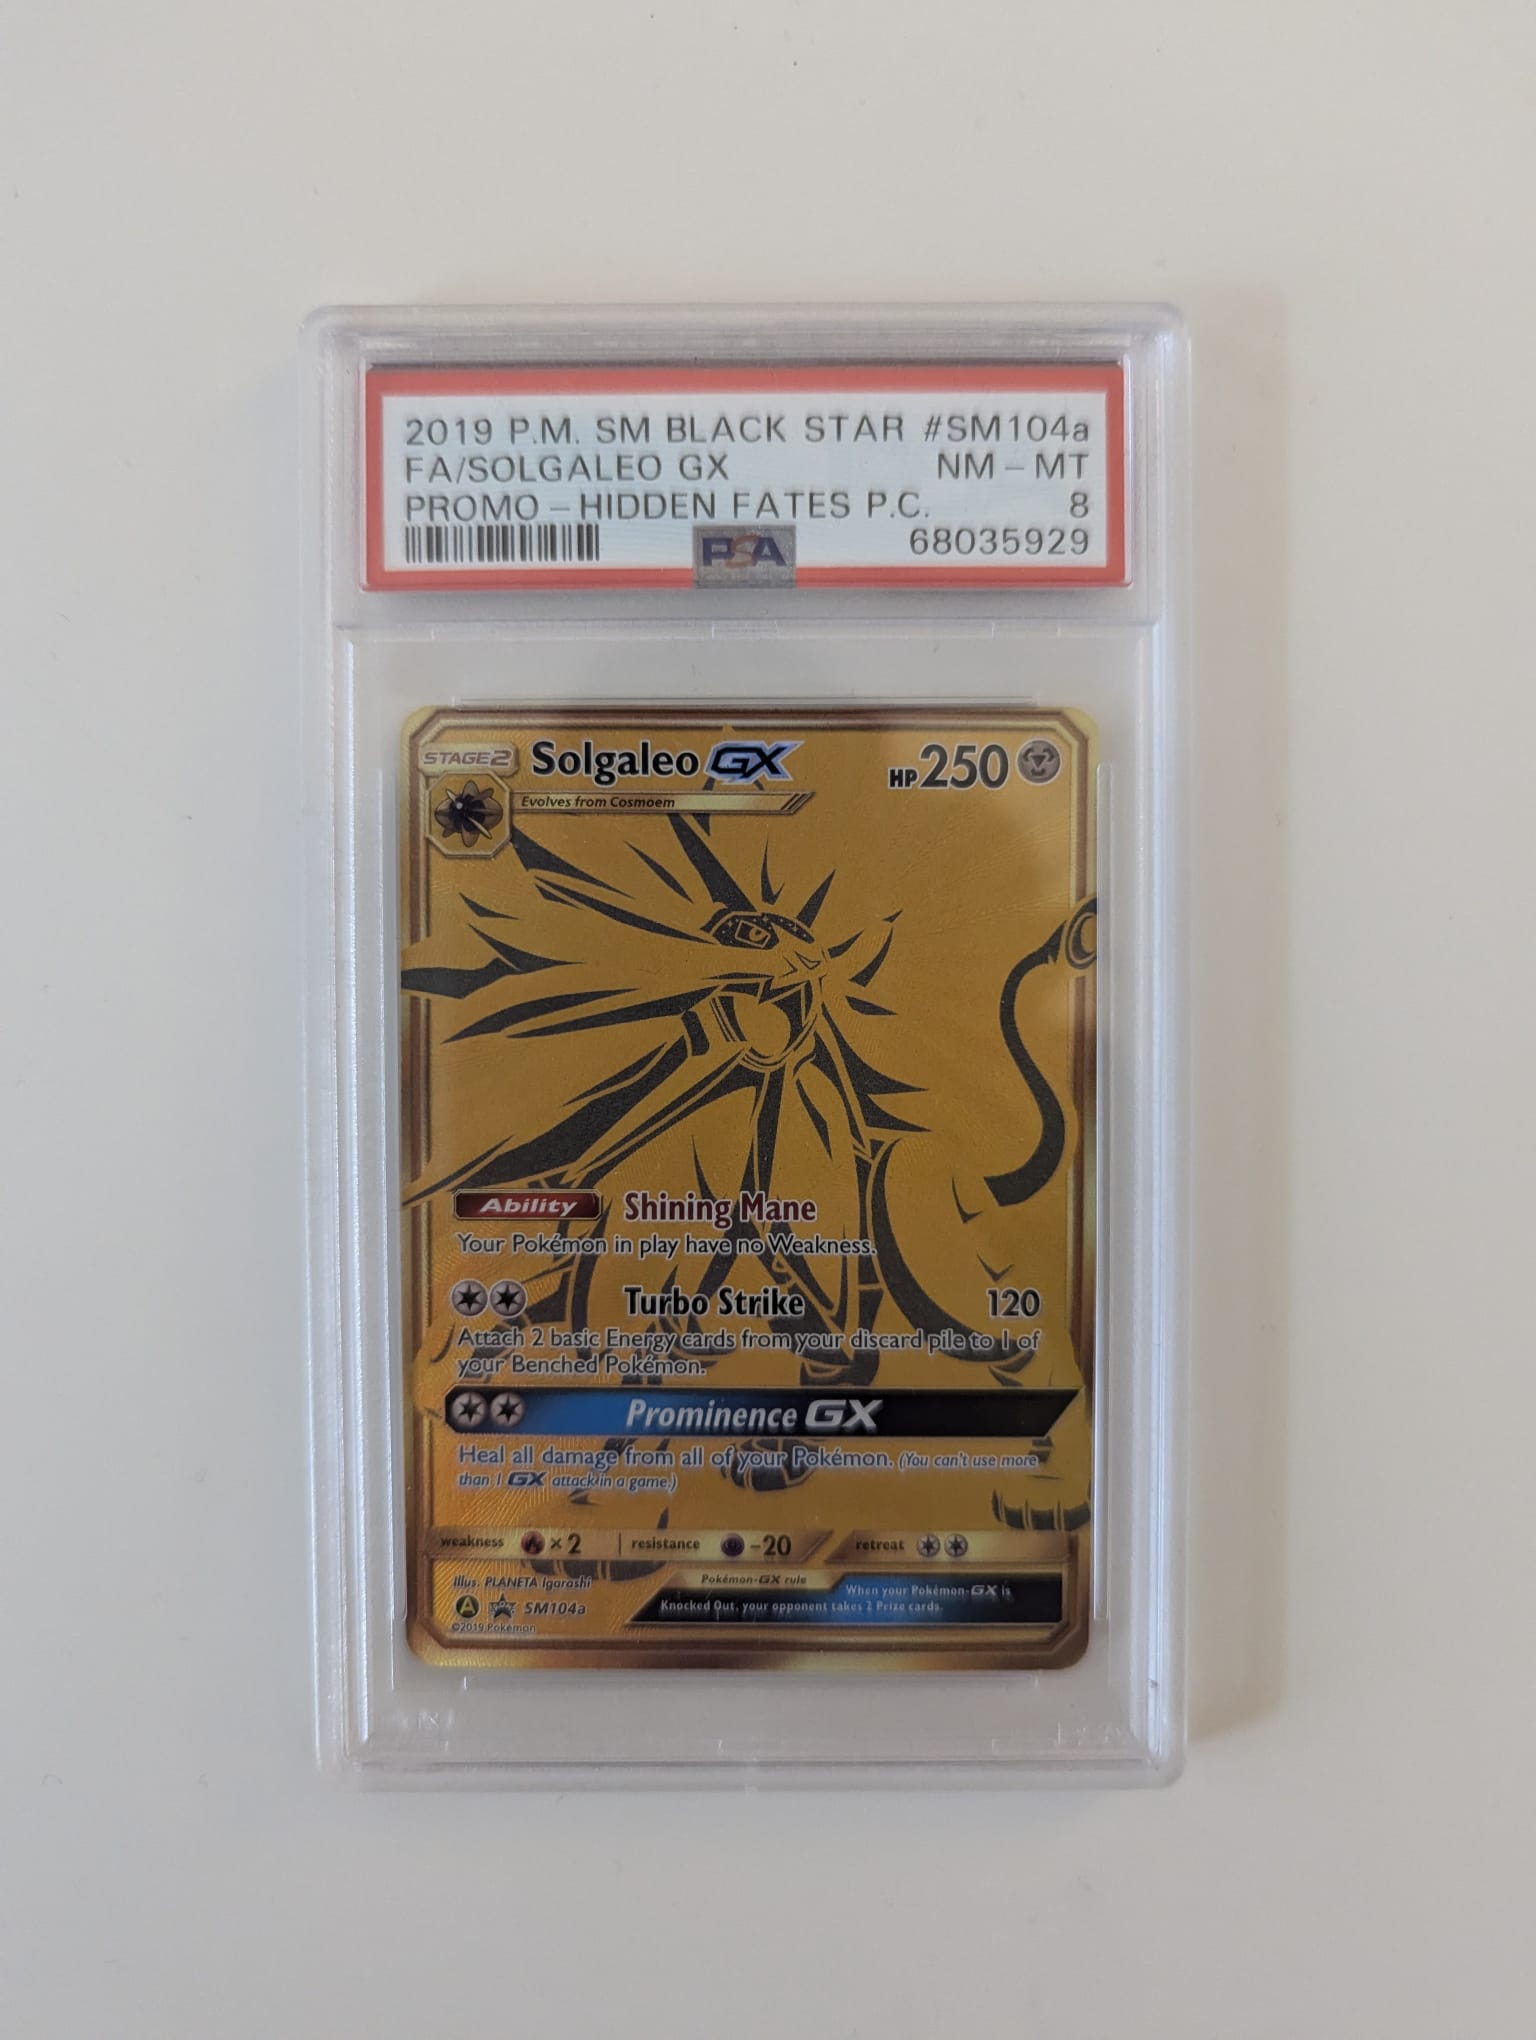 2019 P.M. SM BLACK STAR #SM104a
FA/SOLGALEO GX NM - MT
PROMO - HIDDEN FATES P.C. 8
PSA 68035929
STAGE2 Solgaleo GX HP250
Evolves from Cosmoem
Ability Shining Mane
Your Pokémon in play have no Weakness.
Turbo Strike 120
Attach 2 basic Energy cards from your discard pile to 1 of
your Benched Pokémon.
Prominence GX
Heal all damage from all of your Pokémon. (You can't use more
than 1 GX attack in a game.)
weakness ×2 resistance -20 retreat
Illus. PLANETA Igarashi Pokémon-GX rule When your Pokémon-GX is
A SM104a Knocked Out, your opponent takes 2 Prize cards.
©2019 Pokémon